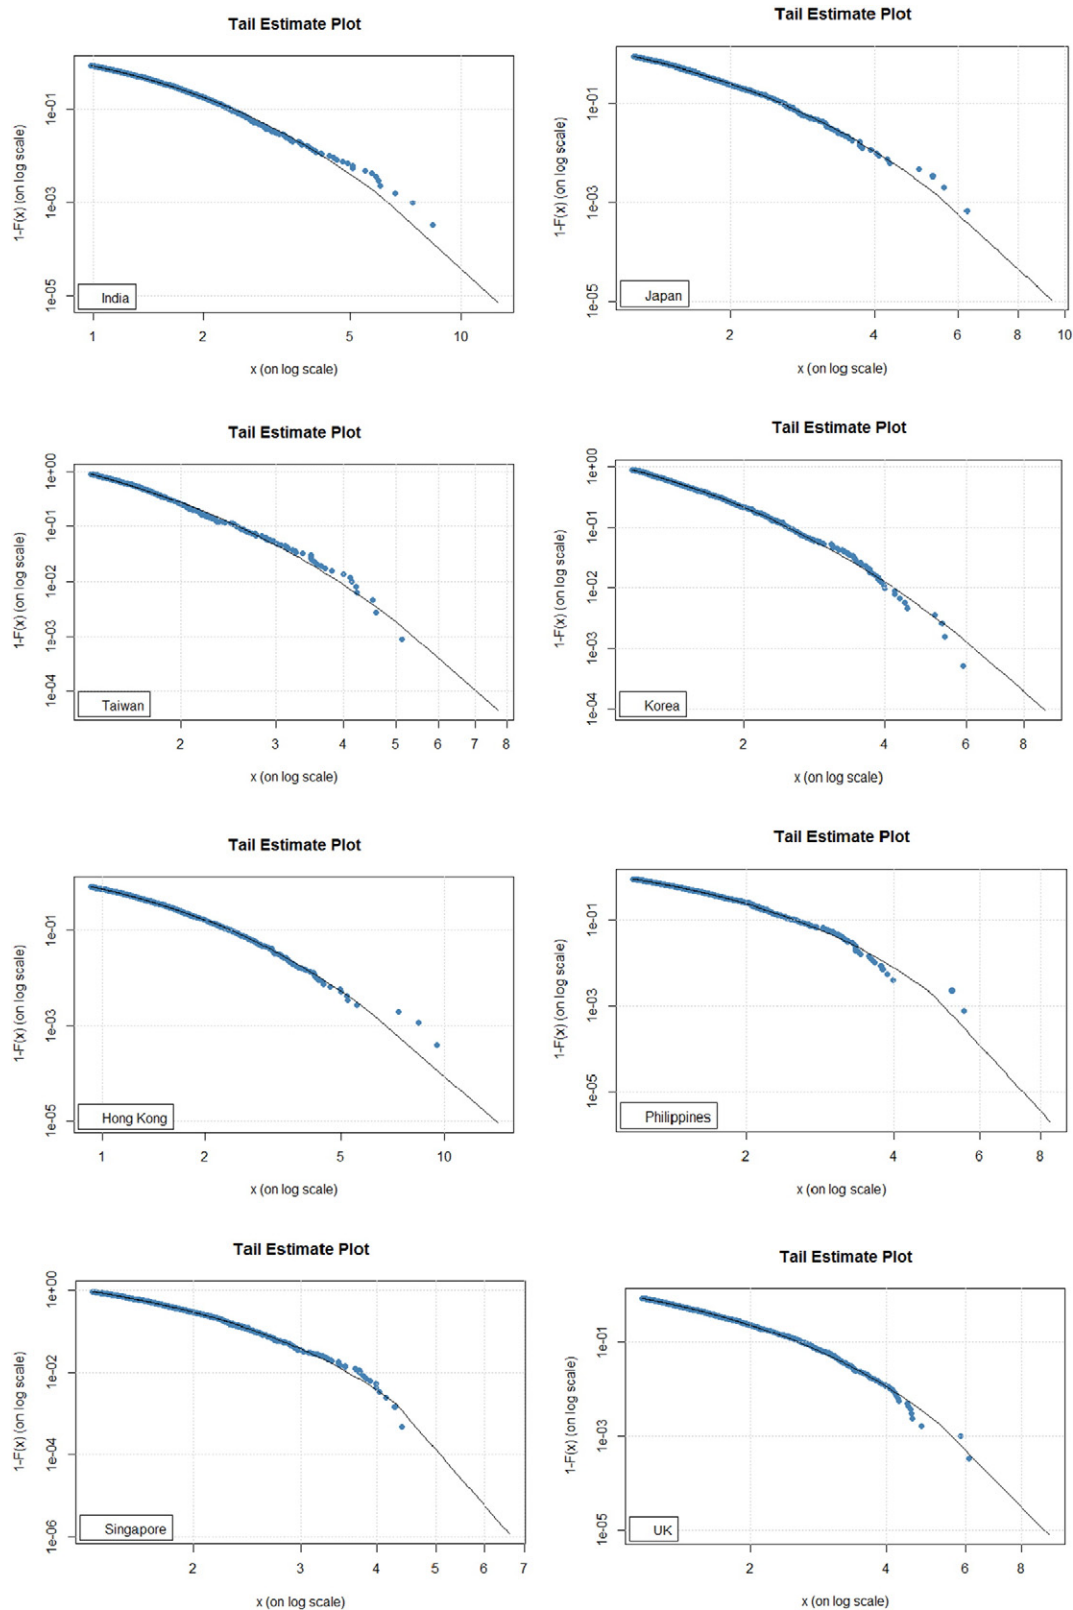 Tail Estimate Plot
1-F(x) (on log scale)
1e-01
1e-03
1e-05
India
1 2 5 10
x (on log scale)
Tail Estimate Plot
1-F(x) (on log scale)
1e-01
1e-03
1e-05
Japan
2 4 6 8 10
x (on log scale)
Tail Estimate Plot
1-F(x) (on log scale)
1e+00
1e-01
1e-02
1e-03
1e-04
Taiwan
2 3 4 5 6 7 8
x (on log scale)
Tail Estimate Plot
1-F(x) (on log scale)
1e+00
1e-01
1e-02
1e-03
1e-04
Korea
2 4 6 8
x (on log scale)
Tail Estimate Plot
1-F(x) (on log scale)
1e-01
1e-03
1e-05
Hong Kong
1 2 5 10
x (on log scale)
Tail Estimate Plot
1-F(x) (on log scale)
1e-01
1e-03
1e-05
Philippines
2 4 6 8
x (on log scale)
Tail Estimate Plot
1-F(x) (on log scale)
1e+00
1e-02
1e-04
1e-06
Singapore
2 3 4 5 6 7
x (on log scale)
Tail Estimate Plot
1-F(x) (on log scale)
1e-01
1e-03
1e-05
UK
2 4 6 8
x (on log scale)